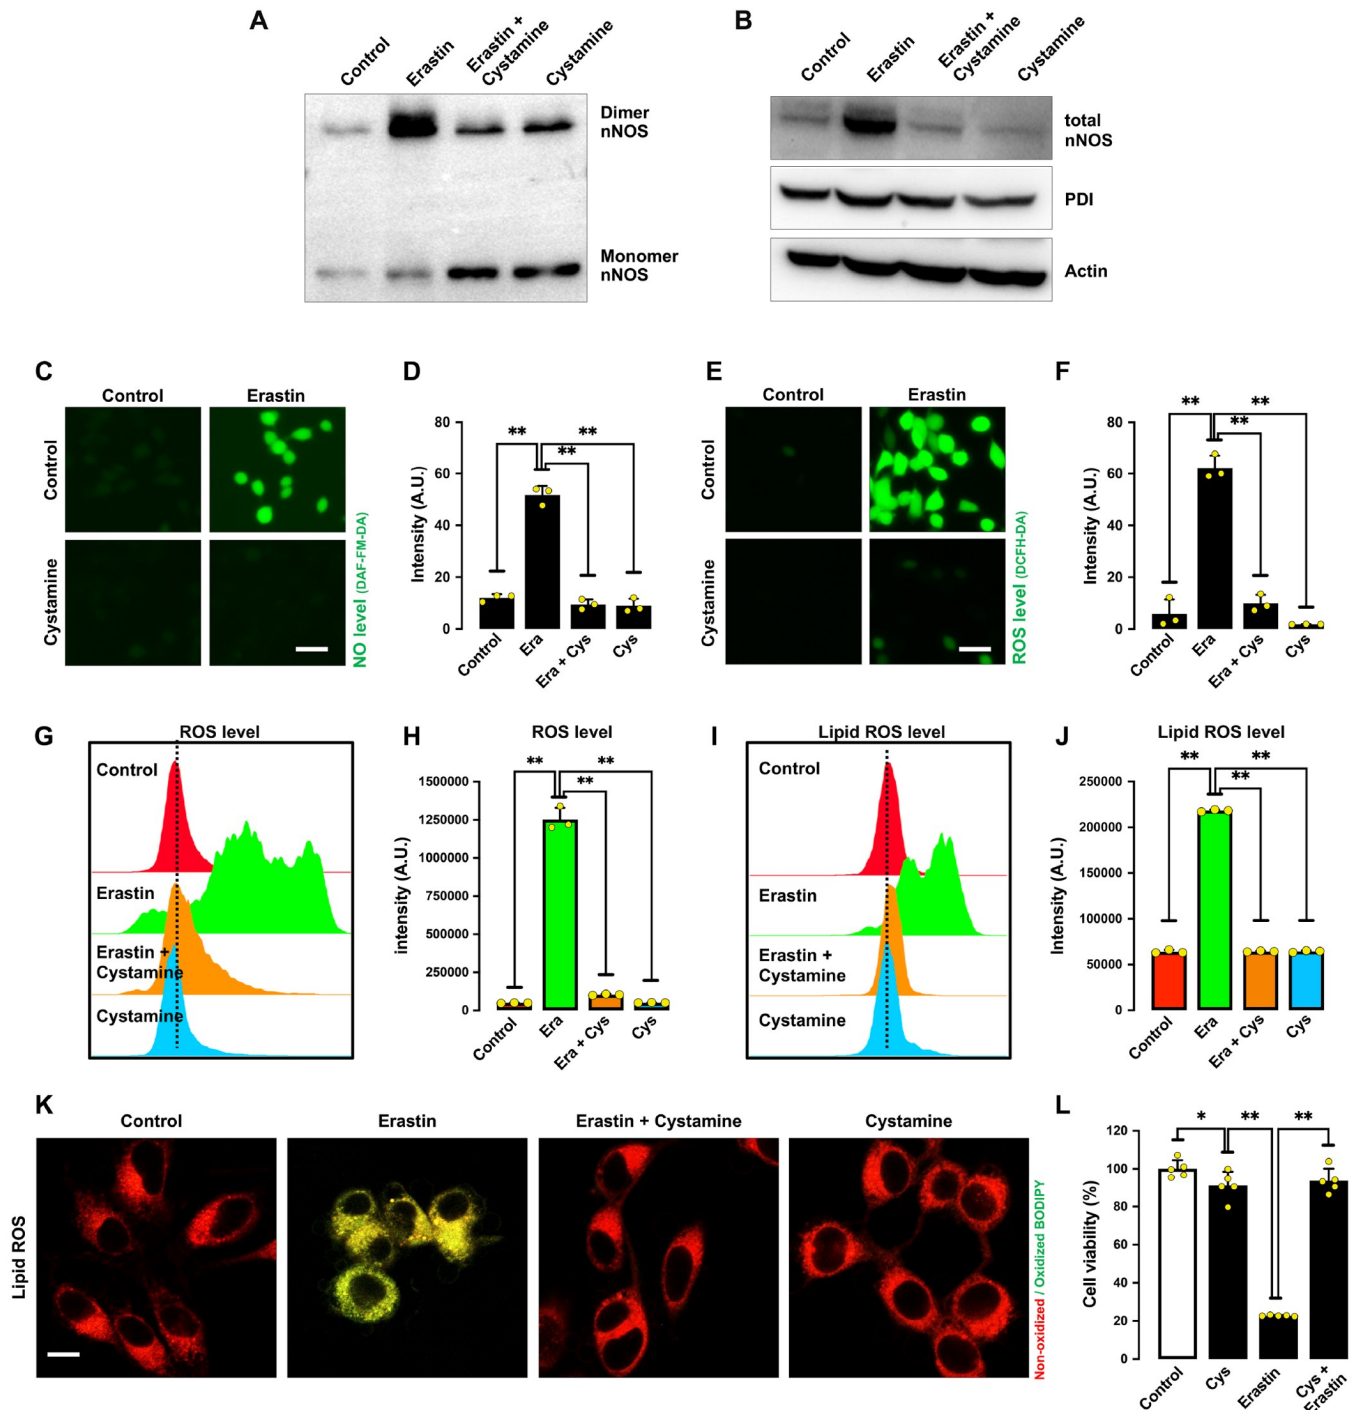 A
Control
Erastin
Erastin +
Cystamine
Cystamine
Dimer
nNOS
Monomer
nNOS
B
Control
Erastin
Erastin +
Cystamine
Cystamine
total
nNOS
PDI
Actin
C
Control
Erastin
Control
Cystamine
NO level (DAF-FM-DA)
D
Intensity (A.U.)
80
60
40
20
0
**
**
**
Control
Era
Era + Cys
Cys
E
Control
Erastin
Control
Cystamine
ROS level (DCFH-DA)
F
Intensity (A.U.)
80
60
40
20
0
**
**
**
Control
Era
Era + Cys
Cys
G
ROS level
Control
Erastin
Erastin +
Cystamine
Cystamine
H
ROS level
intensity (A.U.)
1500000
1250000
1000000
750000
500000
250000
0
**
**
**
Control
Era
Era + Cys
Cys
I
Lipid ROS level
Control
Erastin
Erastin +
Cystamine
Cystamine
J
Lipid ROS level
Intensity (A.U.)
250000
200000
150000
100000
50000
0
**
**
**
Control
Era
Era + Cys
Cys
K
Control
Erastin
Erastin + Cystamine
Cystamine
Lipid ROS
Non-oxidized / Oxidized BODIPY
L
Cell viability (%)
120
100
80
60
40
20
0
*
**
**
Control
Cys
Erastin
Cys +
Erastin